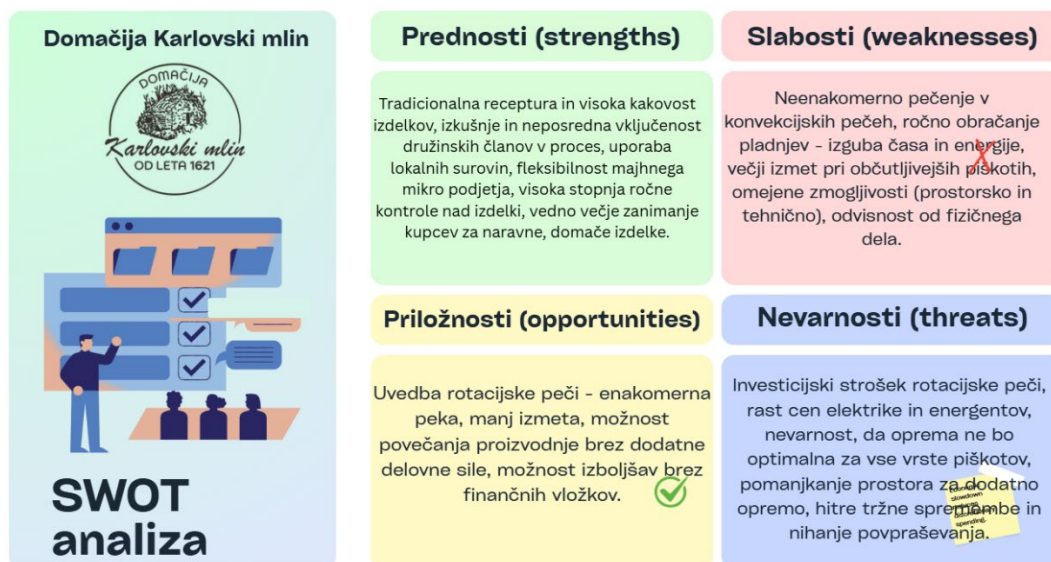 Domačija Karlovski mlin
DOMAČIJA
Karlovski mlin
OD LETA 1621
SWOT
analiza
Prednosti (strengths)
Tradicionalna receptura in visoka kakovost
izdelkov, izkušnje in neposredna vključenost
družinskih članov v proces, uporaba
lokalnih surovin, fleksibilnost majhnega
mikro podjetja, visoka stopnja ročne
kontrole nad izdelki, vedno večje zanimanje
kupcev za naravne, domače izdelke.
Slabosti (weaknesses)
Neenakomerno pečenje v
konvekcijskih pečeh, ročno obračanje
pladnjev - izguba časa in energije,
večji izmet pri občutljivejših piškotih,
omejene zmogljivosti (prostorsko in
tehnično), odvisnost od fizičnega
dela.
Priložnosti (opportunities)
Uvedba rotacijske peči - enakomerna
peka, manj izmeta, možnost
povečanja proizvodnje brez dodatne
delovne sile, možnost izboljšav brez
finančnih vložkov.
Nevarnosti (threats)
Investicijski strošek rotacijske peči,
rast cen elektrike in energentov,
nevarnost, da oprema ne bo
optimalna za vse vrste piškotov,
pomanjkanje prostora za dodatno
opremo, hitre tržne spremembe in
nihanje povpraševanja.
slowdown
spending.